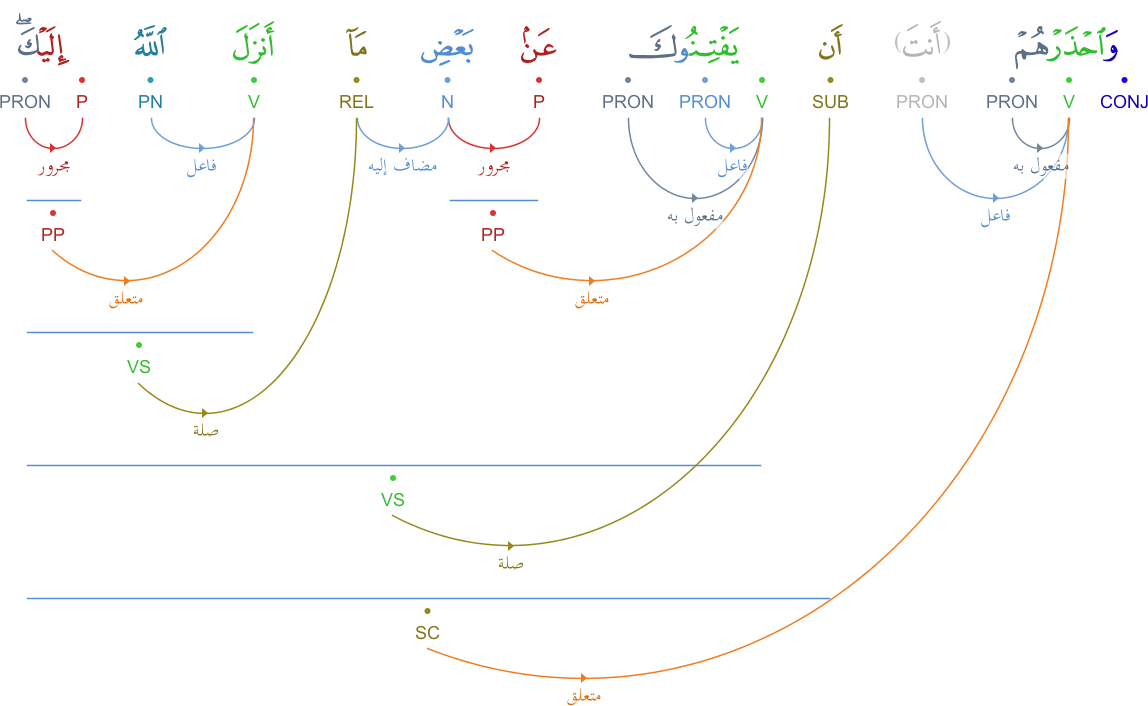 وَٱحْذَرْهُمْ (أَنتَ) أَن يَفْتِنُوكَ عَنۢ بَعْضِ مَآ أَنزَلَ ٱللَّهُ إِلَيْكَ ۖ
CONJ V PRON PRON SUB V PRON PRON P N REL V PN P PRON
مجرور فاعل مضاف إليه مجرور فاعل مفعول به
مفعول به فاعل
PP PP
متعلق متعلق
VS
صلة
VS
صلة
SC
متعلق